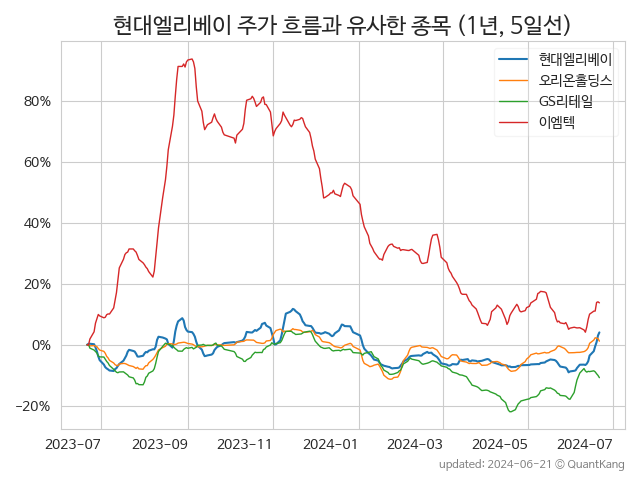 현대엘리베이 주가 흐름과 유사한 종목 (1년, 5일선)
현대엘리베이
오리온홀딩스
GS리테일
이엠텍
80%
60%
40%
20%
0%
−20%
2023−07
2023−09
2023−11
2024−01
2024−03
2024−05
2024−07
updated: 2024-06-21 © QuantKang